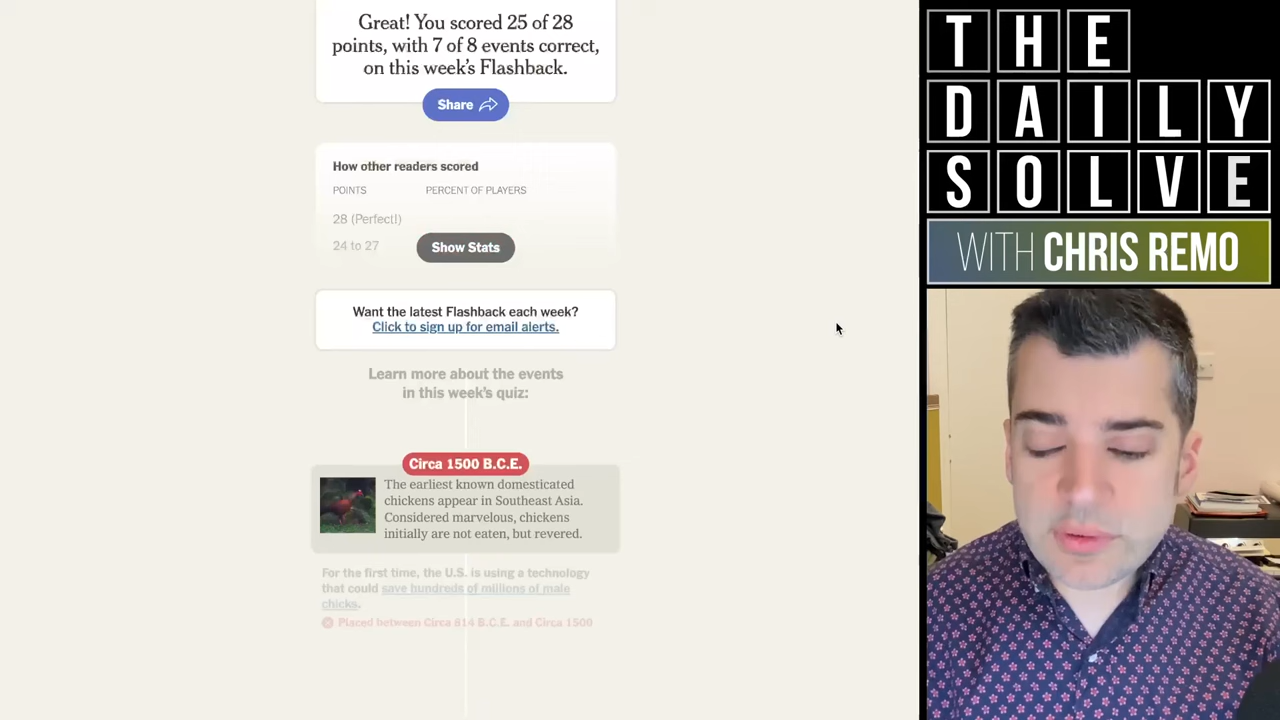 Great! You scored 25 of 28
points, with 7 of 8 events correct,
on this week's Flashback.
Share
How other readers scored
POINTS PERCENT OF PLAYERS
28 (Perfect!)
24 to 27
Show Stats
Want the latest Flashback each week?
Click to sign up for email alerts.
Learn more about the events
in this week's quiz:
Circa 1500 B.C.E.
The earliest known domesticated
chickens appear in Southeast Asia.
Considered marvelous, chickens
initially are not eaten, but revered.
For the first time, the U.S. is using a technology
that could save hundreds of millions of male
chicks.
Placed between Circa 814 B.C.E. and Circa 1500
THE
DAILY
SOLVE
WITH CHRIS REMO